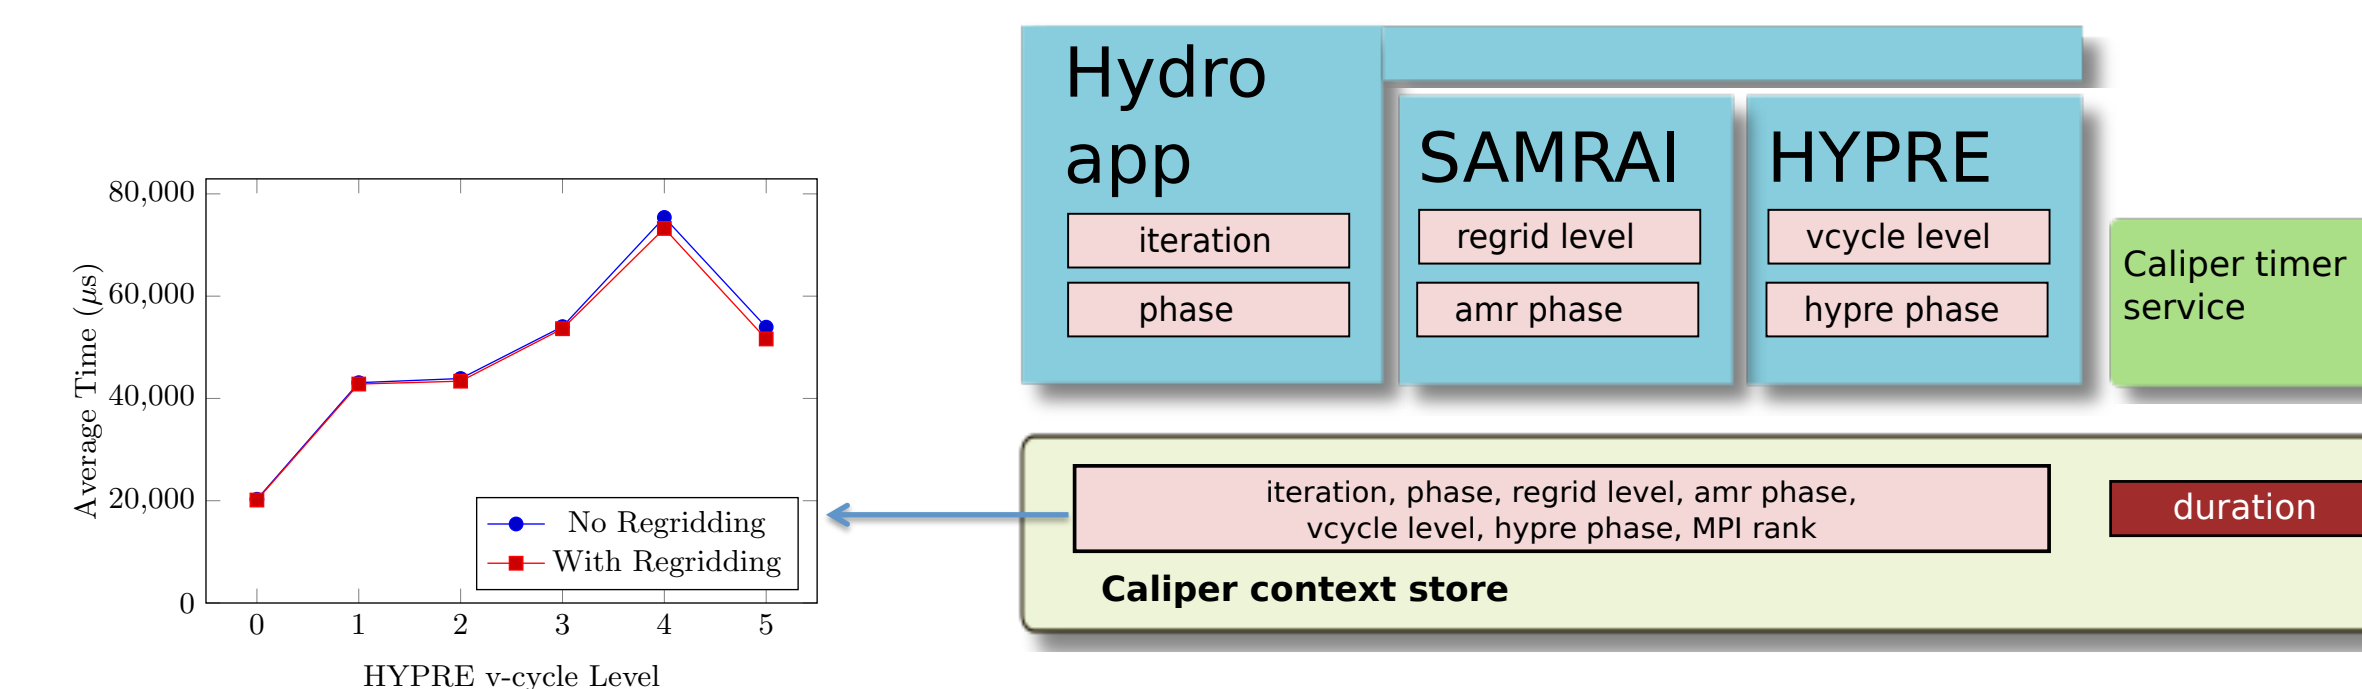 80,000
60,000
40,000
20,000
0
Average Time (μs)
0 1 2 3 4 5
HYPRE v-cycle Level
No Regridding
With Regridding
Hydro
app
iteration
phase
SAMRAI
regrid level
amr phase
HYPRE
vcycle level
hypre phase
Caliper timer
service
iteration, phase, regrid level, amr phase,
vcycle level, hypre phase, MPI rank
duration
Caliper context store